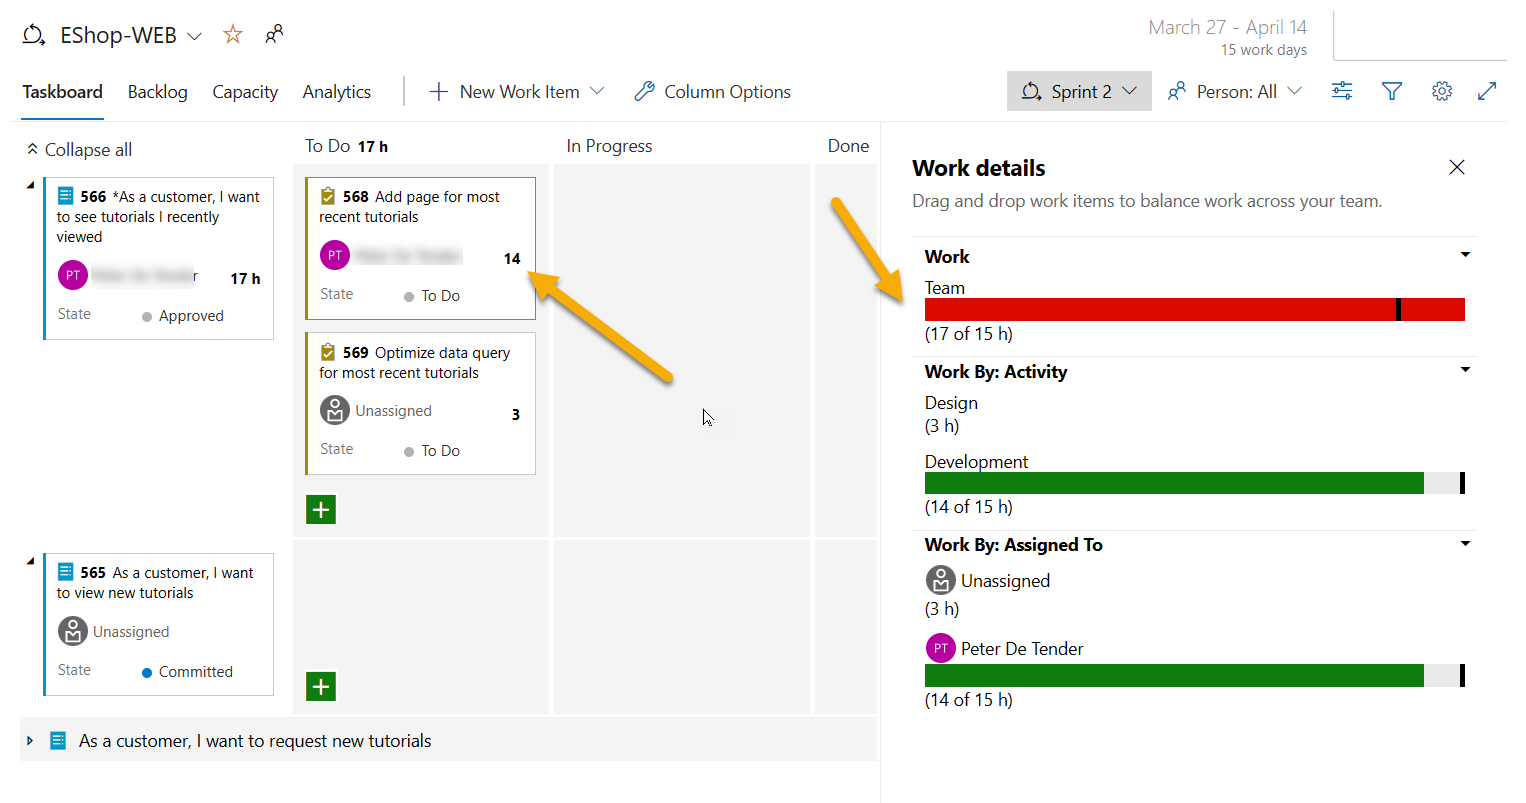 EShop-WEB
March 27 - April 14
15 work days
Taskboard Backlog Capacity Analytics New Work Item Column Options Sprint 2 Person: All
Collapse all
To Do 17 h
In Progress
Done
566 *As a customer, I want
to see tutorials I recently
viewed
PT
17 h
State Approved
568 Add page for most
recent tutorials
PT
14
State To Do
569 Optimize data query
for most recent tutorials
Unassigned 3
State To Do
565 As a customer, I want
to view new tutorials
Unassigned
State Committed
As a customer, I want to request new tutorials
Work details
Drag and drop work items to balance work across your team.
Work
Team
(17 of 15 h)
Work By: Activity
Design
(3 h)
Development
(14 of 15 h)
Work By: Assigned To
Unassigned
(3 h)
PT Peter De Tender
(14 of 15 h)